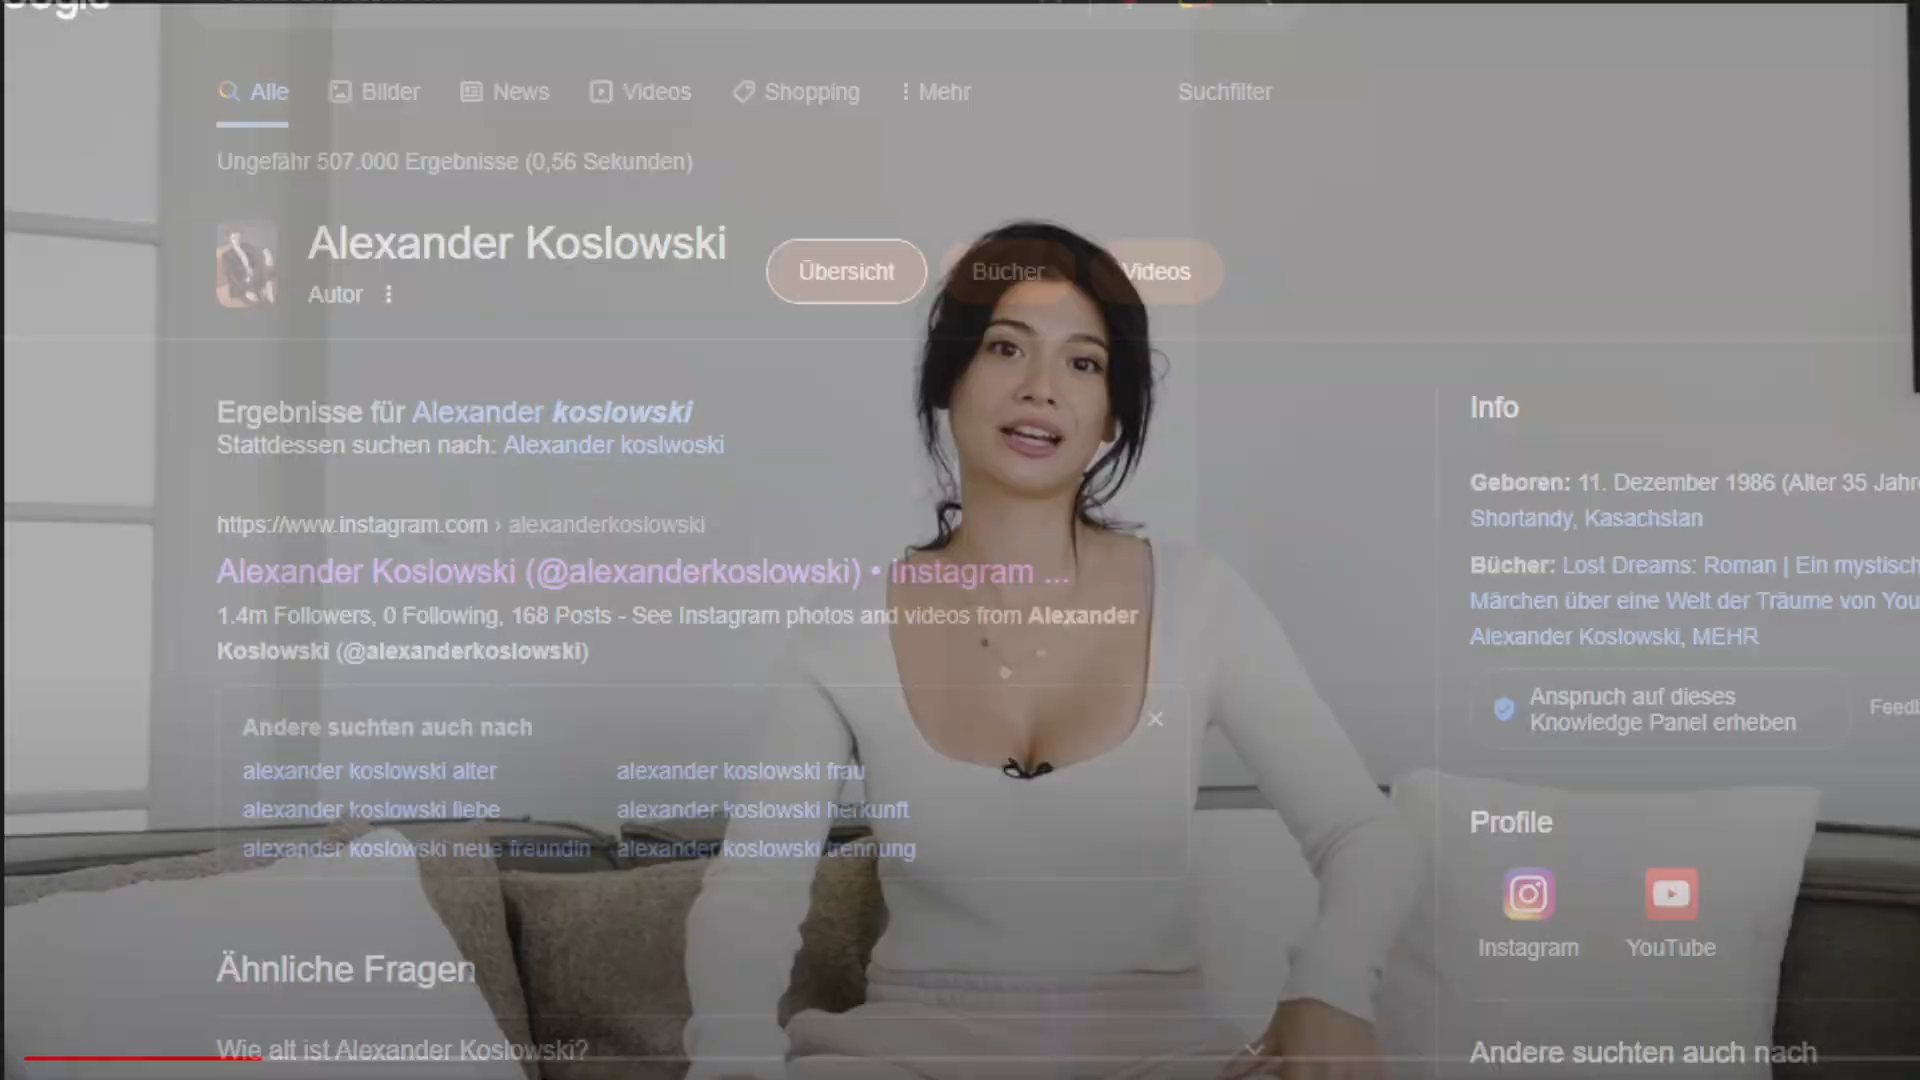 Alle Bilder News Videos Shopping Mehr Suchfilter
Ungefähr 507.000 Ergebnisse (0,56 Sekunden)
Alexander Koslowski
Autor
Übersicht Bücher Videos
Ergebnisse für Alexander koslowski
Stattdessen suchen nach: Alexander koslwoski
https://www.instagram.com › alexanderkoslowski
Alexander Koslowski (@alexanderkoslowski) • Instagram ...
1.4m Followers, 0 Following, 168 Posts - See Instagram photos and videos from Alexander
Koslowski (@alexanderkoslowski)
Andere suchten auch nach
alexander koslowski alter alexander koslowski frau
alexander koslowski liebe alexander koslowski herkunft
alexander koslowski neue freundin alexander koslowski trennung
Ähnliche Fragen
Wie alt ist Alexander Koslowski?
Info
Geboren: 11. Dezember 1986 (Alter 35 Jahre
Shortandy, Kasachstan
Bücher: Lost Dreams: Roman | Ein mystisch
Märchen über eine Welt der Träume von You
Alexander Koslowski, MEHR
Anspruch auf dieses
Knowledge Panel erheben
Feedb
Profile
Instagram YouTube
Andere suchten auch nach